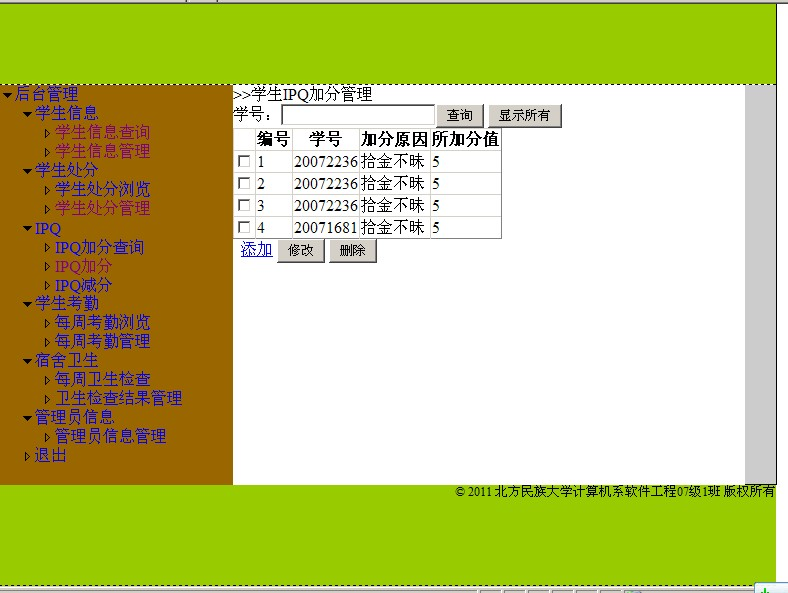 后台管理
学生信息
学生信息查询
学生信息管理
学生处分
学生处分浏览
学生处分管理
IPQ
IPQ加分查询
IPQ加分
IPQ减分
学生考勤
每周考勤浏览
每周考勤管理
宿舍卫生
每周卫生检查
卫生检查结果管理
管理员信息
管理员信息管理
退出
>>学生IPQ加分管理
学号： 查询 显示所有
编号 学号 加分原因 所加分值
1 20072236 拾金不昧 5
2 20072236 拾金不昧 5
3 20072236 拾金不昧 5
4 20071681 拾金不昧 5
添加 修改 删除
© 2011 北方民族大学计算机系软件工程07级1班 版权所有